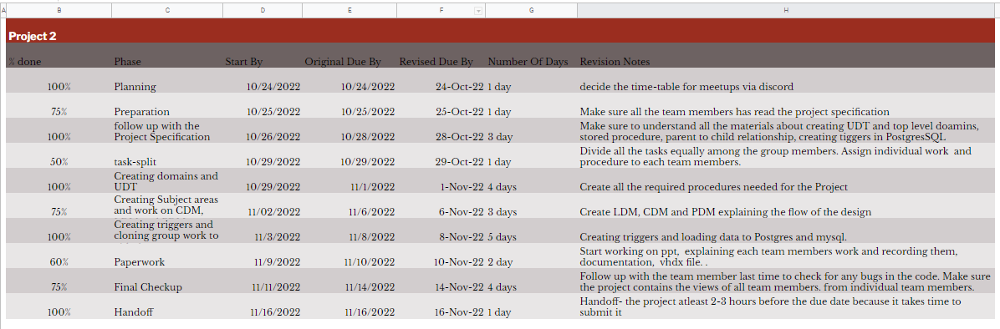 A B C D E F G H
Project 2
% done Phase Start By Original Due By Revised Due By Number Of Days Revision Notes
100% Planning 10/24/2022 10/24/2022 24-Oct-22 1 day decide the time-table for meetups via discord
75% Preparation 10/25/2022 10/25/2022 25-Oct-22 1 day Make sure all the team members has read the project specification
follow up with the Make sure to understand all the materials about creating UDT and top level doamins,
100% Project Specification 10/26/2022 10/28/2022 28-Oct-22 3 day stored procedure, parent to child relationship, creating tiggers in PostgresSQL
Divide all the tasks equally among the group members. Assign individual work and
50% task-split 10/29/2022 10/29/2022 29-Oct-22 1 day procedure to each team members.
Creating domains and
100% UDT 10/29/2022 11/1/2022 1-Nov-22 4 days Create all the required procedures needed for the Project
Creating Subject areas
75% and work on CDM, 11/02/2022 11/6/2022 6-Nov-22 3 days Create LDM, CDM and PDM explaining the flow of the design
Creating triggers and
100% cloning group work to 11/3/2022 11/8/2022 8-Nov-22 5 days Creating triggers and loading data to Postgres and mysql.
Start working on ppt, explaining each team members work and recording them,
60% Paperwork 11/9/2022 11/10/2022 10-Nov-22 2 day documentation, vhdx file. .
Follow up with the team member last time to check for any bugs in the code. Make sure
75% Final Checkup 11/11/2022 11/14/2022 14-Nov-22 4 days the project contains the views of all team members. from individual team members.
Handoff- the project atleast 2-3 hours before the due date because it takes time to
100% Handoff 11/16/2022 11/16/2022 16-Nov-22 1 day submit it